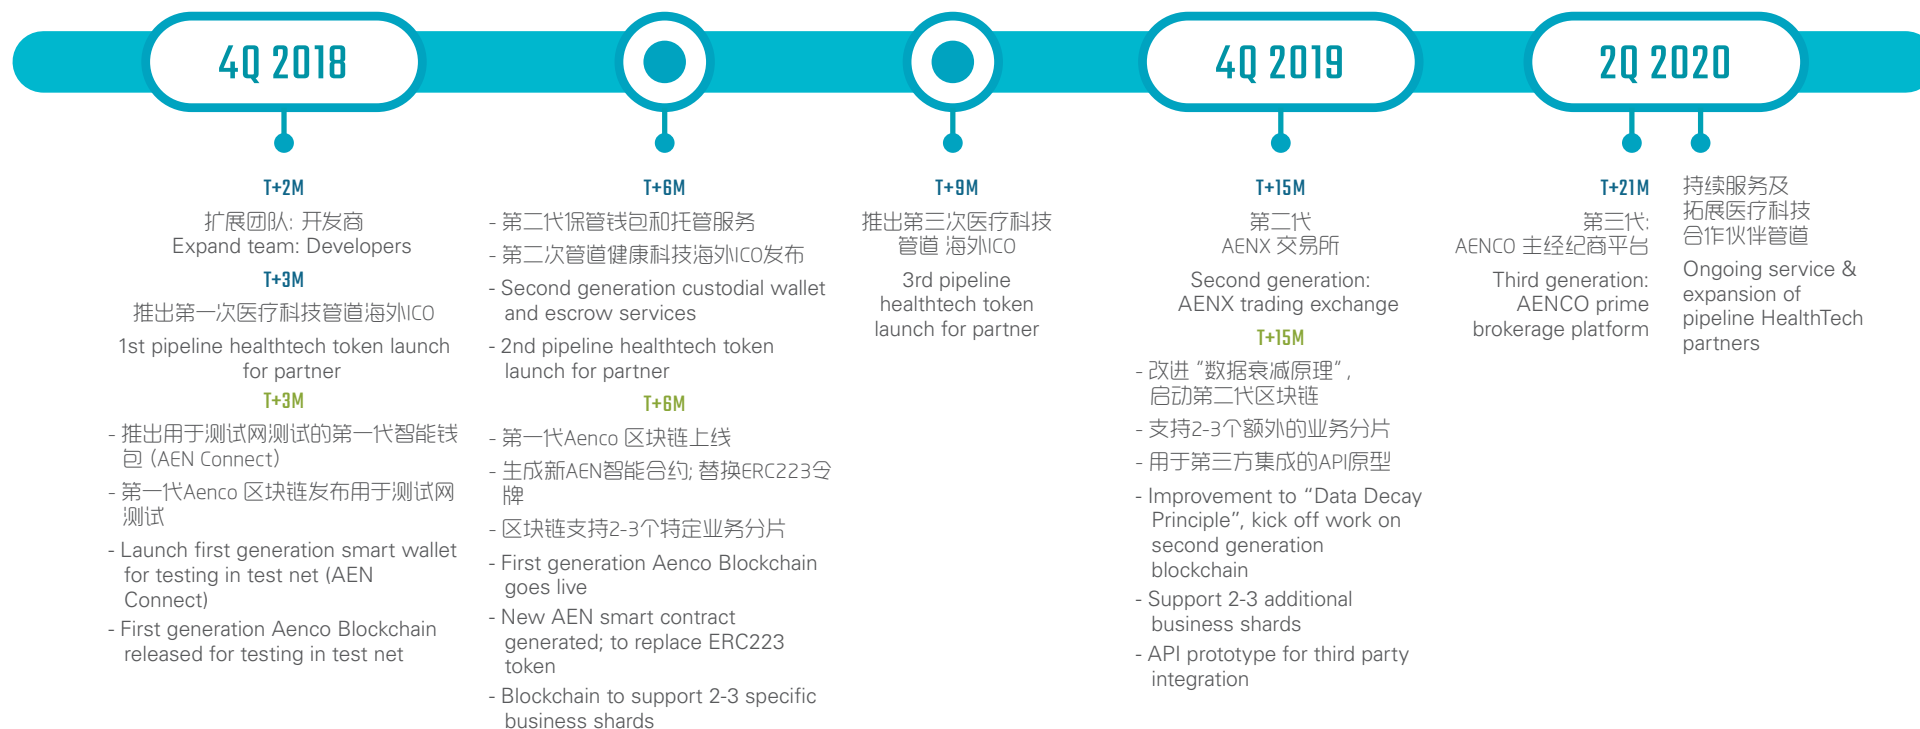 4Q 2018
T+2M
扩展团队: 开发商
Expand team: Developers
T+3M
推出第一次医疗科技管道海外ICO
1st pipeline healthtech token launch
for partner
T+3M
- 推出用于测试网测试的第一代智能钱
包 (AEN Connect)
- 第一代Aenco 区块链发布用于测试网
测试
- Launch first generation smart wallet
for testing in test net (AEN
Connect)
- First generation Aenco Blockchain
released for testing in test net
T+6M
- 第二代保管钱包和托管服务
- 第二次管道健康科技海外ICO发布
- Second generation custodial wallet
and escrow services
- 2nd pipeline healthtech token
launch for partner
T+6M
- 第一代Aenco 区块链上线
- 生成新AEN智能合约; 替换ERC223令
牌
- 区块链支持2-3个特定业务分片
- First generation Aenco Blockchain
goes live
- New AEN smart contract
generated; to replace ERC223
token
- Blockchain to support 2-3 specific
business shards
T+9M
推出第三次医疗科技
管道 海外ICO
3rd pipeline
healthtech token
launch for partner
4Q 2019
T+15M
第二代
AENX 交易所
Second generation:
AENX trading exchange
T+15M
- 改进 “数据衰减原理” ,
启动第二代区块链
- 支持2-3个额外的业务分片
- 用于第三方集成的API原型
- Improvement to “Data Decay
Principle”, kick off work on
second generation
blockchain
- Support 2-3 additional
business shards
- API prototype for third party
integration
2Q 2020
T+21M
第三代:
AENCO 主经纪商平台
Third generation:
AENCO prime
brokerage platform
持续服务及
拓展医疗科技
合作伙伴管道
Ongoing service &
expansion of
pipeline HealthTech
partners